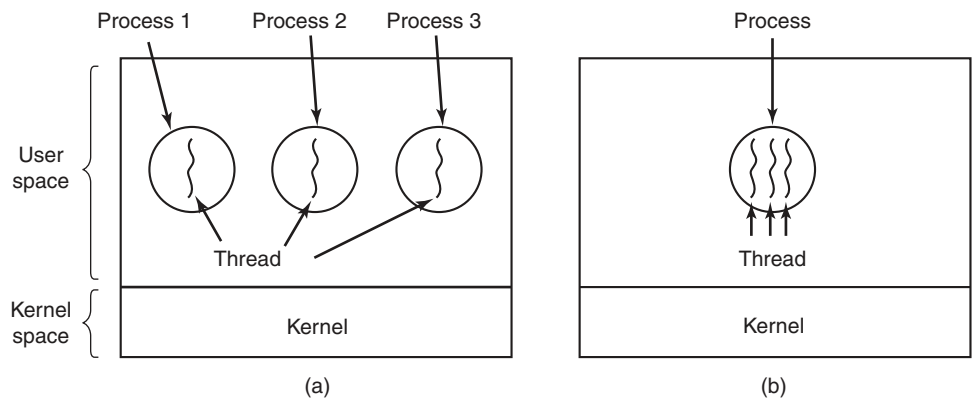 Process 1 Process 2 Process 3 Process
User
space
Thread Thread
Kernel
space
Kernel Kernel
(a) (b)